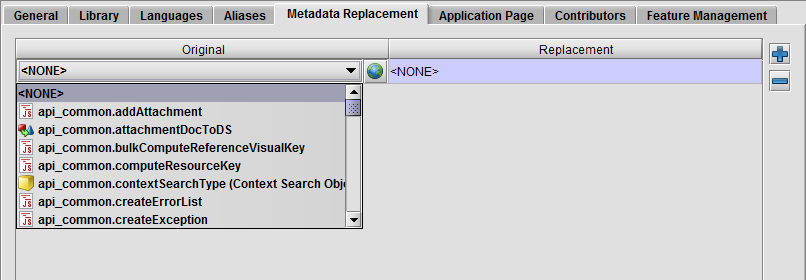 General Library Languages Aliases Metadata Replacement Application Page Contributors Feature Management
Original Replacement
<NONE> <NONE>
<NONE>
api_common.addAttachment
api_common.attachmentDocToDS
api_common.bulkComputeReferenceVisualKey
api_common.computeResourceKey
api_common.contextSearchType (Context Search Obje
api_common.createErrorList
api_common.createException